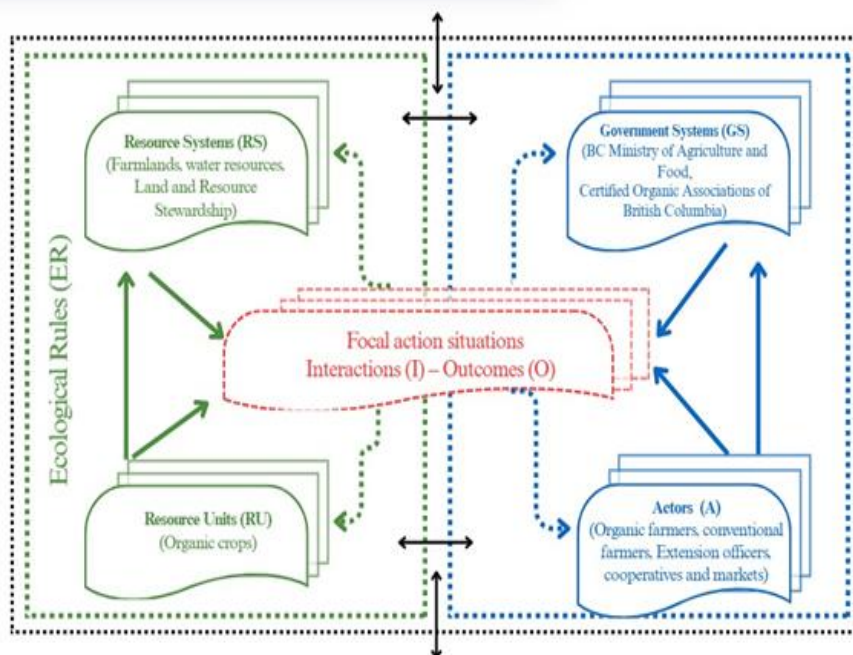 Resource Systems (RS)
(Farmlands, water resources,
Land and Resource
Stewardship)
Government Systems (GS)
(BC Ministry of Agriculture and
Food,
Certified Organic Associations of
British Columbia)
Ecological Rules (ER)
Focal action situations
Interactions (I) – Outcomes (O)
Resource Units (RU)
(Organic crops)
Actors (A)
(Organic farmers, conventional
farmers, Extension officers,
cooperatives and markets)